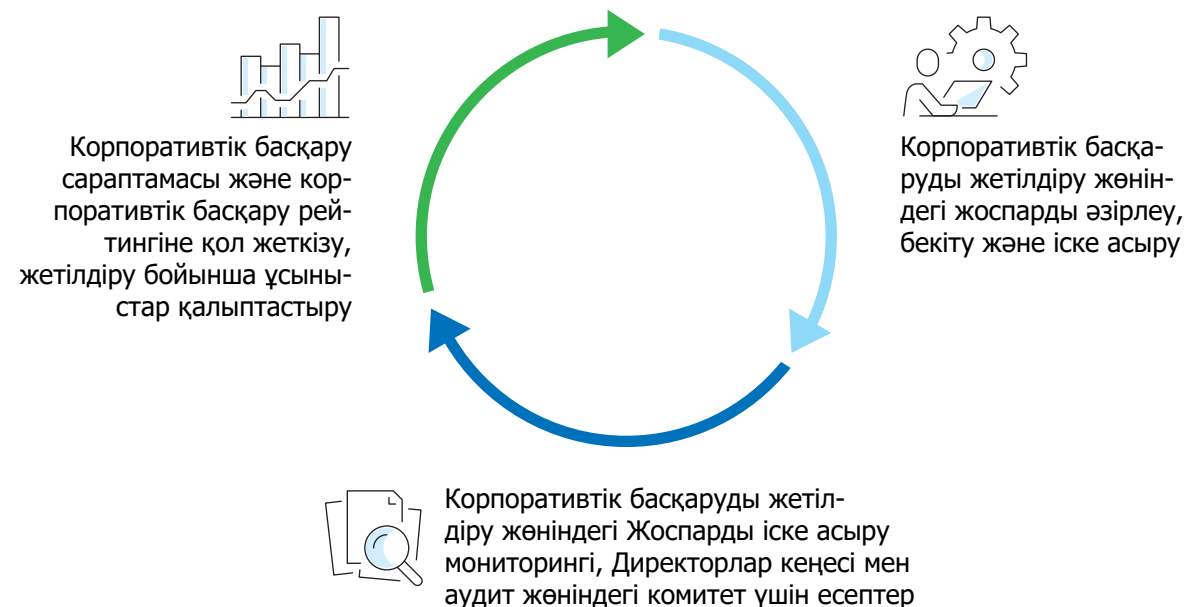 Корпоративтік басқару
сараптамасы және кор-
поративтік басқару рей-
тингіне қол жеткізу,
жетілдіру бойынша ұсыны-
стар қалыптастыру
Корпоративтік басқа-
руды жетілдіру жөнін-
дегі жоспарды әзірлеу,
бекіту және іске асыру
Корпоративтік басқаруды жетіл-
діру жөніндегі Жоспарды іске асыру
мониторингі, Директорлар кеңесі мен
аудит жөніндегі комитет үшін есептер